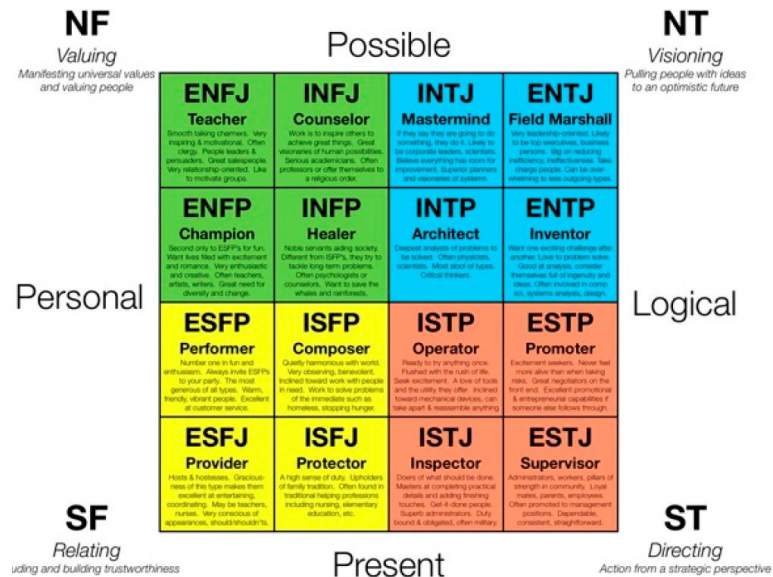 NF
Valuing
Manifesting universal values
and valuing people
Possible
NT
Visioning
Pulling people with ideas
to an optimistic future
ENFJ
Teacher
Smooth talking charmers. Very
inspiring & motivational. Often
clergy. People leaders &
persuaders. Great salespeople.
Very relationship-oriented. Like
to motivate groups.
INFJ
Counselor
Work is to inspire others to
achieve great things. Great
visionaries of human possibilities.
Serious academicians. Often
professors or offer themselves to
a religious order.
INTJ
Mastermind
If they say they are going to do
something, they do it. Likely to
be corporate leaders, scientists.
Believe everything has room for
improvement. Superior planners
and visionaries of systems.
ENTJ
Field Marshall
Very leadership-oriented. Likely
to be top executives, business
persons. Big on reducing
inefficiency, ineffectiveness. Take
charge people. Can be over-
whelming to less outgoing types.
Personal
ENFP
Champion
Second only to ESFP's for fun.
Want lives filled with excitement
and romance. Very enthusiastic
and creative. Often teachers,
artists, writers. Great need for
diversity and change.
INFP
Healer
Noble servants aiding society.
Different from ISFP's, they try to
tackle long-term problems.
Often psychologists or
counselors. Want to save the
whales and rainforests.
INTP
Architect
Deepest analysis of problems to
be solved. Often physicists,
scientists. Most aloof of types.
Critical thinkers.
ENTP
Inventor
Want one exciting challenge after
another. Love to problem solve.
Good at analysis, consider
themselves full of ingenuity and
ideas. Often involved in comp
sci, systems analysis, design.
Logical
ESFP
Performer
Number one in fun and
enthusiasm. Always invite ESFPs
to your party. The most
generous of all types. Warm,
friendly, vibrant people. Excellent
at customer service.
ISFP
Composer
Quietly harmonious with world.
Very observing, benevolent.
Inclined toward work with people
in need. Work to solve problems
of the immediate such as
homeless, stopping hunger.
ISTP
Operator
Ready to try anything once.
Flushed with the rush of life.
Seek excitement. A love of tools
and the utility they offer. Inclined
toward mechanical devices, can
take apart & reassemble anything
ESTP
Promoter
Excitement seekers. Never feel
more alive than when taking
risks. Great negotiators on the
front end. Excellent promotional
& entrepreneurial capabilities if
someone else follows through.
ESFJ
Provider
Hosts & hostesses. Gracious-
ness of this type makes them
excellent at entertaining,
coordinating. May be teachers,
nurses. Very conscious of
appearances, should/shouldn'ts.
ISFJ
Protector
A high sense of duty. Upholders
of family tradition. Often found in
traditional helping professions
including nursing, elementary
education, etc.
ISTJ
Inspector
Doers of what should be done.
Masters at completing practical
details and adding finishing
touches. Get-it-done people.
Superb administrators. Duty
bound & obligated, often military.
ESTJ
Supervisor
Administrators, workers, pillars of
strength in community. Loyal
mates, parents, employees.
Often promoted to management
positions. Dependable,
consistent, straightforward.
SF
Relating
uding and building trustworthiness
Present
ST
Directing
Action from a strategic perspective